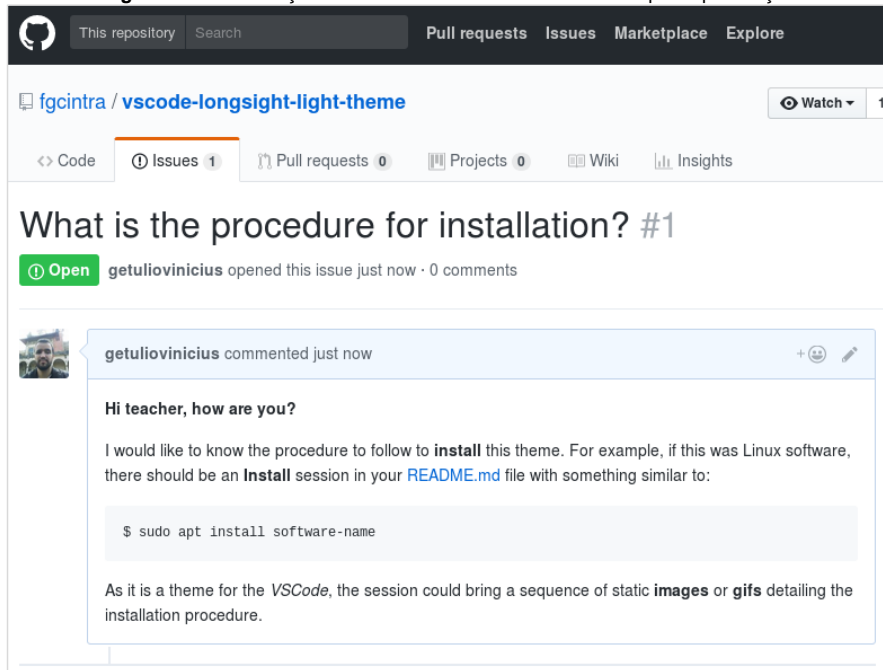 This repository Search Pull requests Issues Marketplace Explore
fgcintra / vscode-longsight-light-theme Watch 1
<> Code Issues 1 Pull requests 0 Projects 0 Wiki Insights
What is the procedure for installation? #1
Open getuliovinicius opened this issue just now · 0 comments
getuliovinicius commented just now
Hi teacher, how are you?
I would like to know the procedure to follow to install this theme. For example, if this was Linux software,
there should be an Install session in your README.md file with something similar to:
$ sudo apt install software-name
As it is a theme for the VSCode, the session could bring a sequence of static images or gifs detailing the
installation procedure.